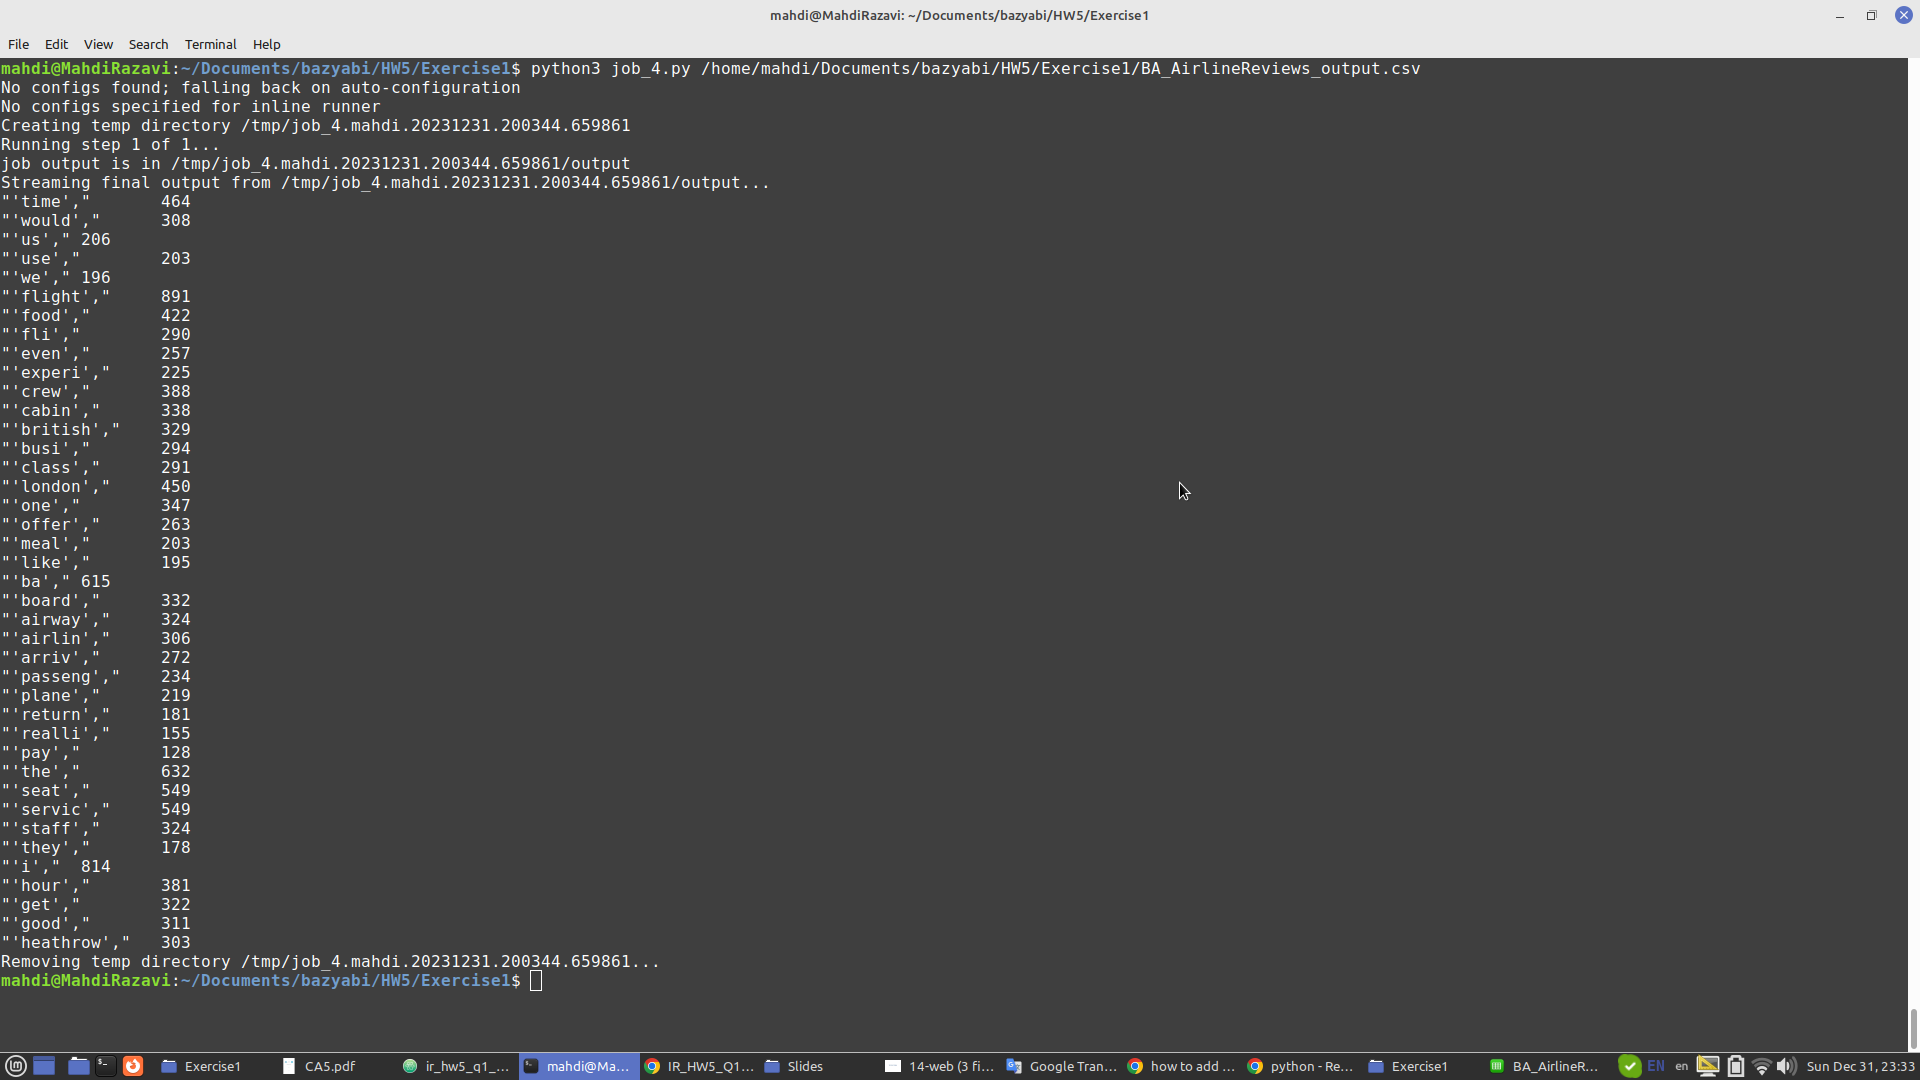 mahdi@MahdiRazavi: ~/Documents/bazyabi/HW5/Exercise1
File Edit View Search Terminal Help
mahdi@MahdiRazavi:~/Documents/bazyabi/HW5/Exercise1$ python3 job_4.py /home/mahdi/Documents/bazyabi/HW5/Exercise1/BA_AirlineReviews_output.csv
No configs found; falling back on auto-configuration
No configs specified for inline runner
Creating temp directory /tmp/job_4.mahdi.20231231.200344.659861
Running step 1 of 1...
job output is in /tmp/job_4.mahdi.20231231.200344.659861/output
Streaming final output from /tmp/job_4.mahdi.20231231.200344.659861/output...
"'time'," 464
"'would'," 308
"'us'," 206
"'use'," 203
"'we'," 196
"'flight'," 891
"'food'," 422
"'fli'," 290
"'even'," 257
"'experi'," 225
"'crew'," 388
"'cabin'," 338
"'british'," 329
"'busi'," 294
"'class'," 291
"'london'," 450
"'one'," 347
"'offer'," 263
"'meal'," 203
"'like'," 195
"'ba'," 615
"'board'," 332
"'airway'," 324
"'airlin'," 306
"'arriv'," 272
"'passeng'," 234
"'plane'," 219
"'return'," 181
"'realli'," 155
"'pay'," 128
"'the'," 632
"'seat'," 549
"'servic'," 549
"'staff'," 324
"'they'," 178
"'i'," 814
"'hour'," 381
"'get'," 322
"'good'," 311
"'heathrow'," 303
Removing temp directory /tmp/job_4.mahdi.20231231.200344.659861...
mahdi@MahdiRazavi:~/Documents/bazyabi/HW5/Exercise1$
Exercise1 CA5.pdf ir_hw5_q1_... mahdi@Ma... IR_HW5_Q1... Slides 14-web (3 fi... Google Tran... how to add ... python - Re... Exercise1 BA_AirlineR... EN en Sun Dec 31, 23:33